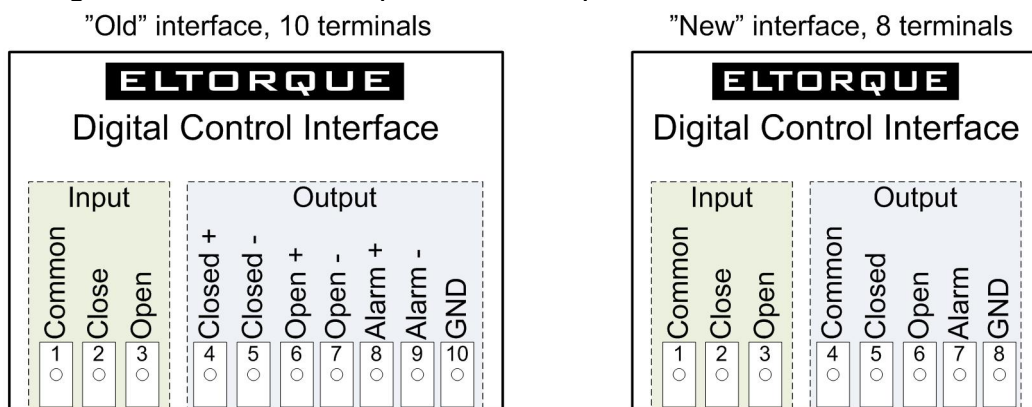 ”Old” interface, 10 terminals
ELTORQUE
Digital Control Interface
Input
Output
Common
Close
Open
Closed +
Closed -
Open +
Open -
Alarm +
Alarm -
GND
1
2
3
4
5
6
7
8
9
10
”New” interface, 8 terminals
ELTORQUE
Digital Control Interface
Input
Output
Common
Close
Open
Common
Closed
Open
Alarm
GND
1
2
3
4
5
6
7
8